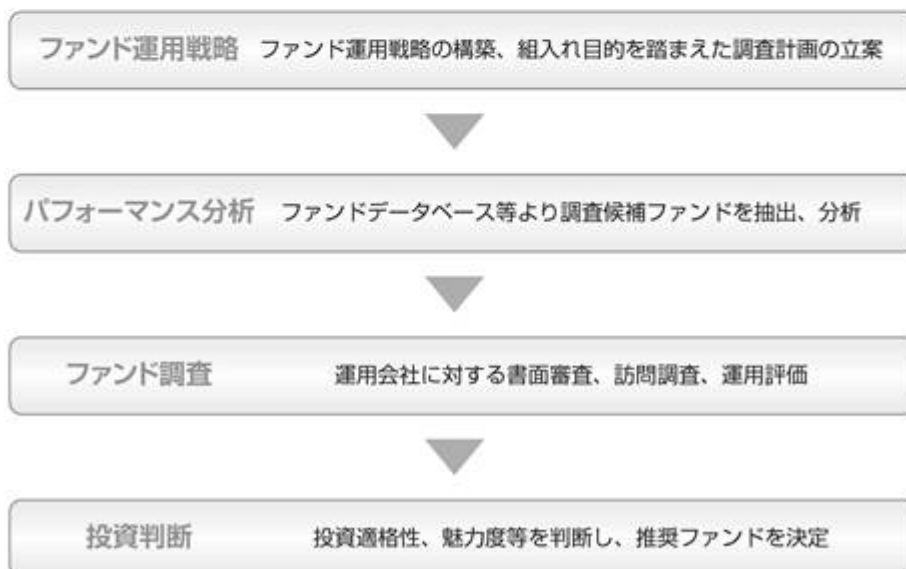 ファンド運用戦略 ファンド運用戦略の構築、組入れ目的を踏まえた調査計画の立案
パフォーマンス分析 ファンドデータベース等より調査候補ファンドを抽出、分析
ファンド調査 運用会社に対する書面審査、訪問調査、運用評価
投資判断 投資適格性、魅力度等を判断し、推奨ファンドを決定